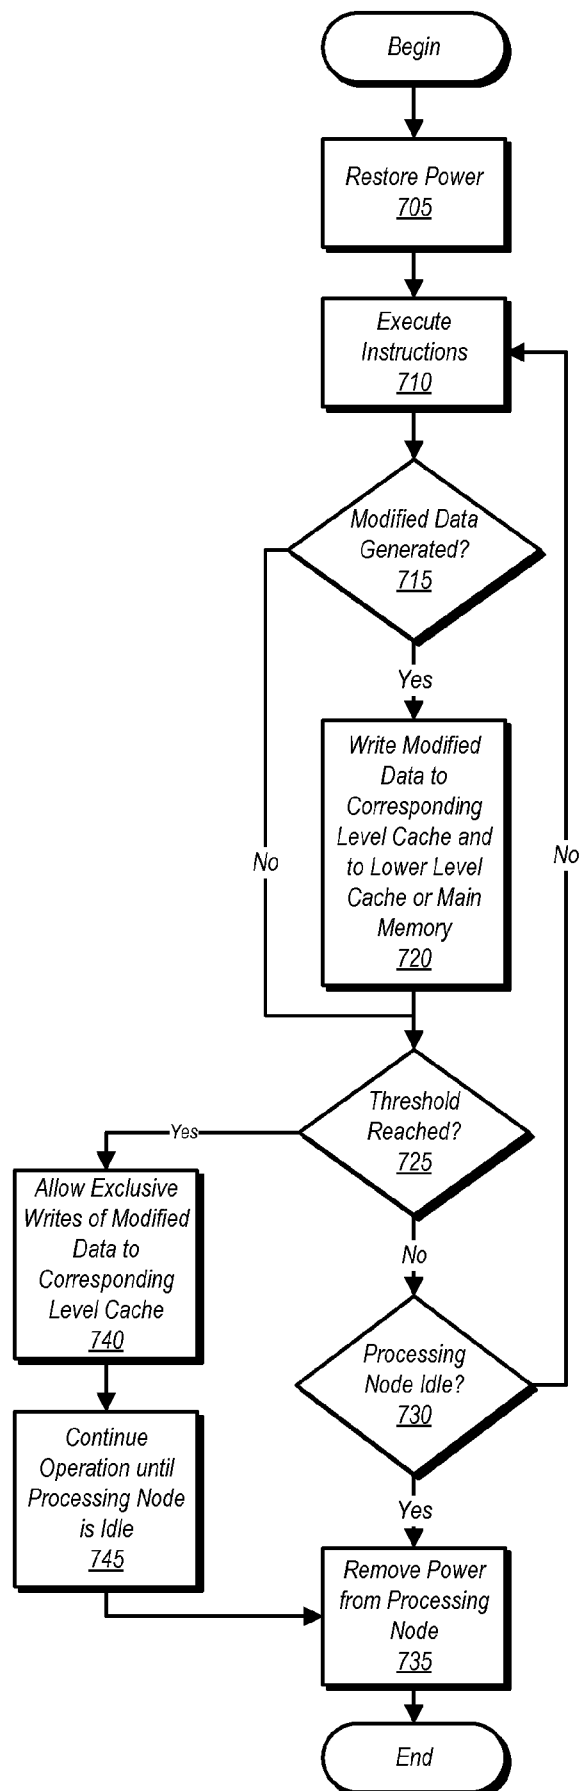 Begin
Restore Power
705
Execute
Instructions
710
Modified Data
Generated?
715
Yes
Write Modified
Data to
Corresponding
Level Cache and
to Lower Level
Cache or Main
Memory
720
No
No
Threshold
Reached?
725
Yes
Allow Exclusive
Writes of Modified
Data to
Corresponding
Level Cache
740
No
Processing
Node Idle?
730
Continue
Operation until
Processing Node
is Idle
745
Yes
Remove Power
from Processing
Node
735
End